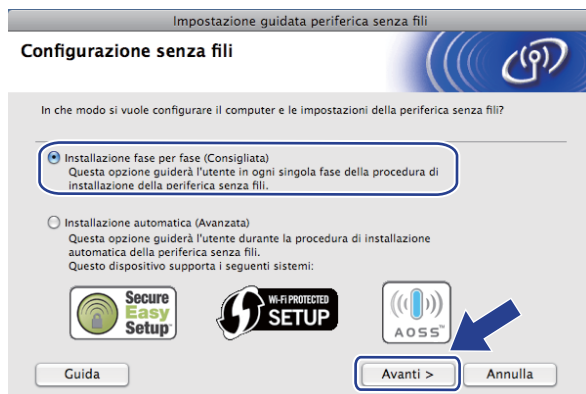 Impostazione guidata periferica senza fili
Configurazione senza fili
In che modo si vuole configurare il computer e le impostazioni della periferica senza fili?
Installazione fase per fase (Consigliata)
Questa opzione guiderà l'utente in ogni singola fase della procedura di
installazione della periferica senza fili.
Installazione automatica (Avanzata)
Questa opzione guiderà l'utente durante la procedura di installazione
automatica della periferica senza fili.
Questo dispositivo supporta i seguenti sistemi:
Secure
Easy
Setup™
Wi-Fi PROTECTED
SETUP
AOSS™
Guida
Avanti >
Annulla